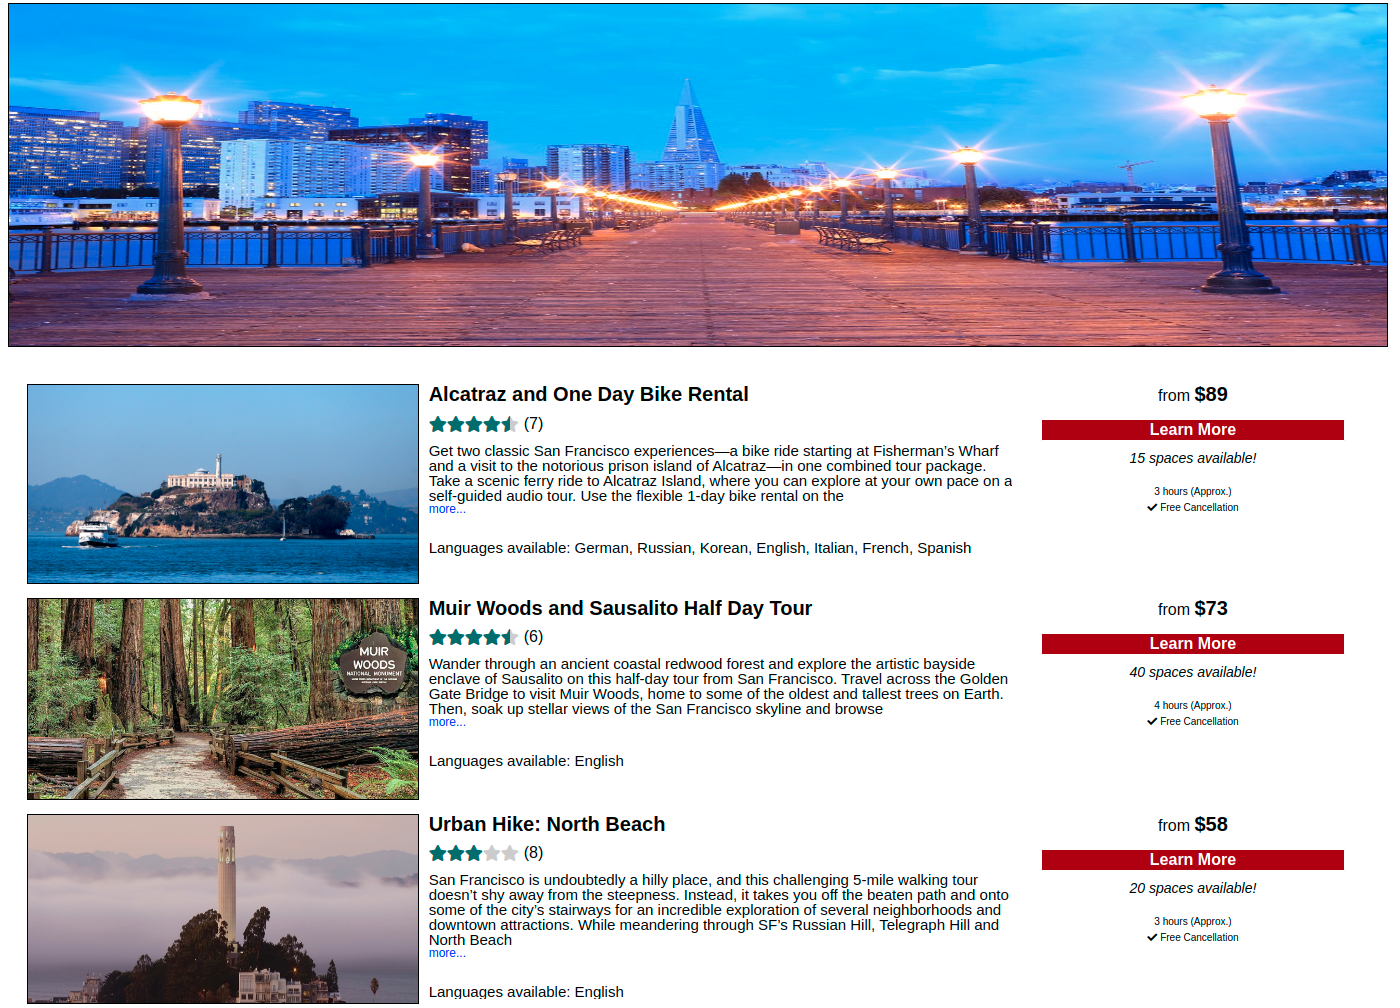 Alcatraz and One Day Bike Rental
(7)
Get two classic San Francisco experiences—a bike ride starting at Fisherman’s Wharf
and a visit to the notorious prison island of Alcatraz—in one combined tour package.
Take a scenic ferry ride to Alcatraz Island, where you can explore at your own pace on a
self-guided audio tour. Use the flexible 1-day bike rental on the
more...
Languages available: German, Russian, Korean, English, Italian, French, Spanish
from $89
Learn More
15 spaces available!
3 hours (Approx.)
Free Cancellation
MUIR
WOODS
NATIONAL MONUMENT
Muir Woods and Sausalito Half Day Tour
(6)
Wander through an ancient coastal redwood forest and explore the artistic bayside
enclave of Sausalito on this half-day tour from San Francisco. Travel across the Golden
Gate Bridge to visit Muir Woods, home to some of the oldest and tallest trees on Earth.
Then, soak up stellar views of the San Francisco skyline and browse
more...
Languages available: English
from $73
Learn More
40 spaces available!
4 hours (Approx.)
Free Cancellation
Urban Hike: North Beach
(8)
San Francisco is undoubtedly a hilly place, and this challenging 5-mile walking tour
doesn’t shy away from the steepness. Instead, it takes you off the beaten path and onto
some of the city’s stairways for an incredible exploration of several neighborhoods and
downtown attractions. While meandering through SF’s Russian Hill, Telegraph Hill and
North Beach
more...
Languages available: English
from $58
Learn More
20 spaces available!
3 hours (Approx.)
Free Cancellation